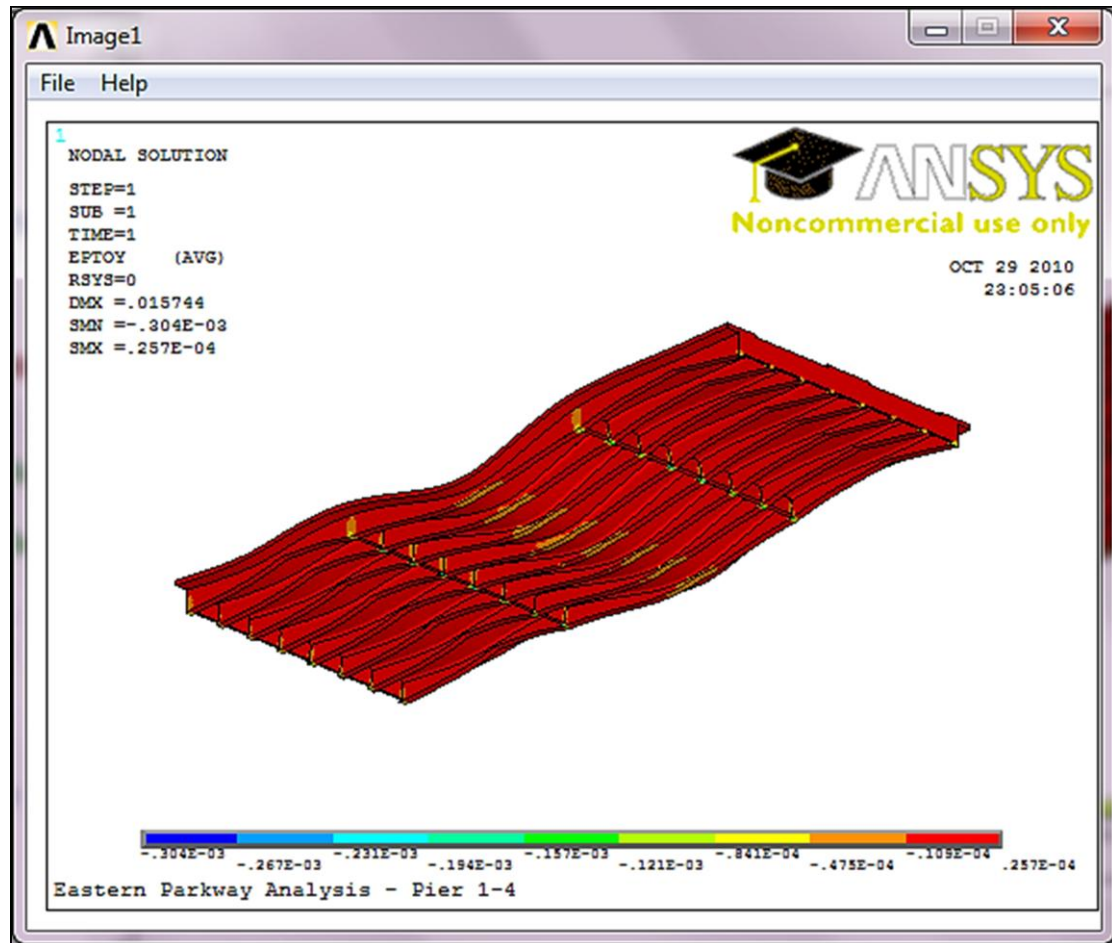 Image1
File Help
1
NODAL SOLUTION
STEP=1
SUB =1
TIME=1
EPTOY (AVG)
RSYS=0
DMX =.015744
SMN =-.304E-03
SMX =.257E-04
ANSYS
Noncommercial use only
OCT 29 2010
23:05:06
-.304E-03 -.231E-03 -.157E-03 -.841E-04 -.109E-04
-.267E-03 -.194E-03 -.121E-03 -.475E-04 .257E-04
Eastern Parkway Analysis - Pier 1-4